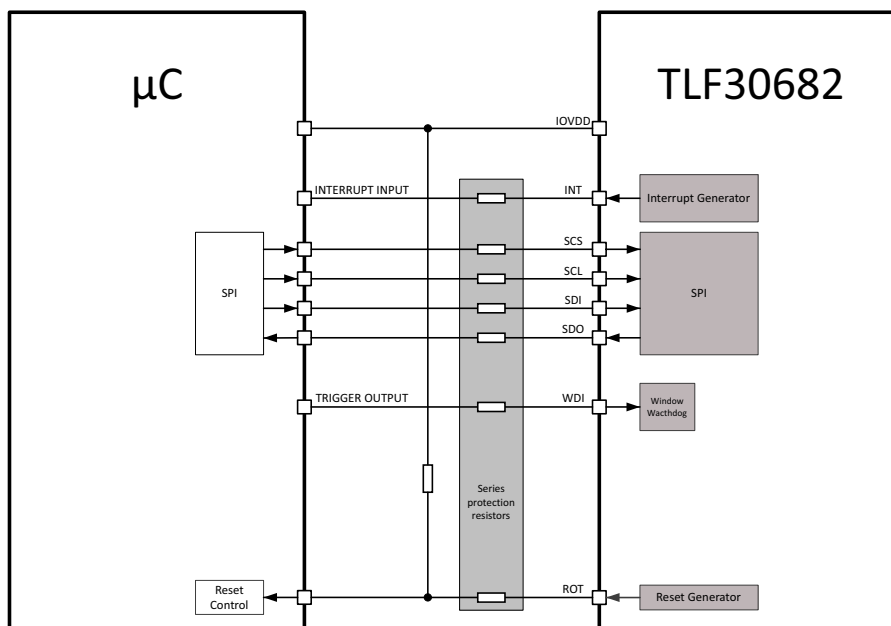 µC
TLF30682
IOVDD
INTERRUPT INPUT
INT
Interrupt Generator
SCS
SCL
SPI
SPI
SDI
SDO
TRIGGER OUTPUT
WDI
Window
Wacthdog
Series
protection
resistors
Reset
Control
ROT
Reset Generator